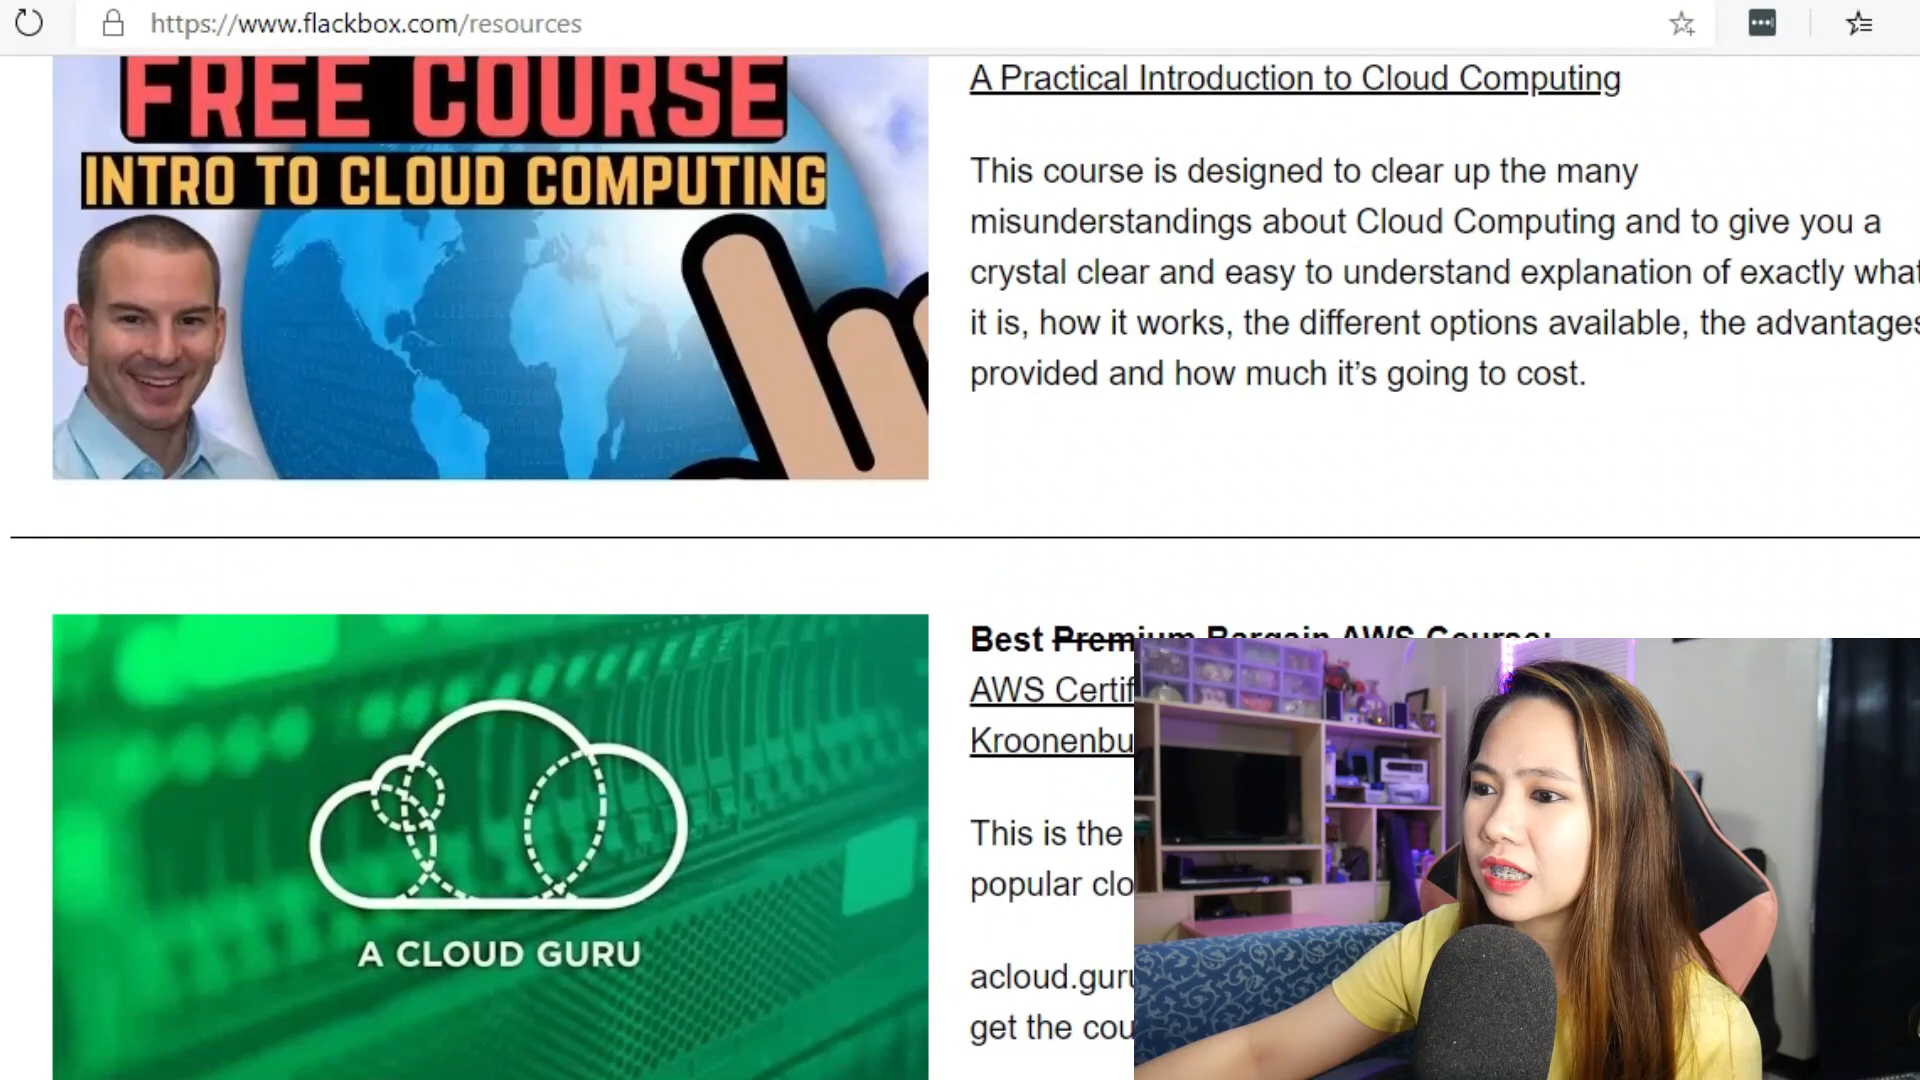 https://www.flackbox.com/resources
FREE COURSE
INTRO TO CLOUD COMPUTING
A Practical Introduction to Cloud Computing
This course is designed to clear up the many
misunderstandings about Cloud Computing and to give you a
crystal clear and easy to understand explanation of exactly what
it is, how it works, the different options available, the advantages
provided and how much it’s going to cost.
A CLOUD GURU
Best Premium Bargain AWS Course:
AWS Certif
Kroonenbu
This is the
popular clo
acloud.guru
get the cou